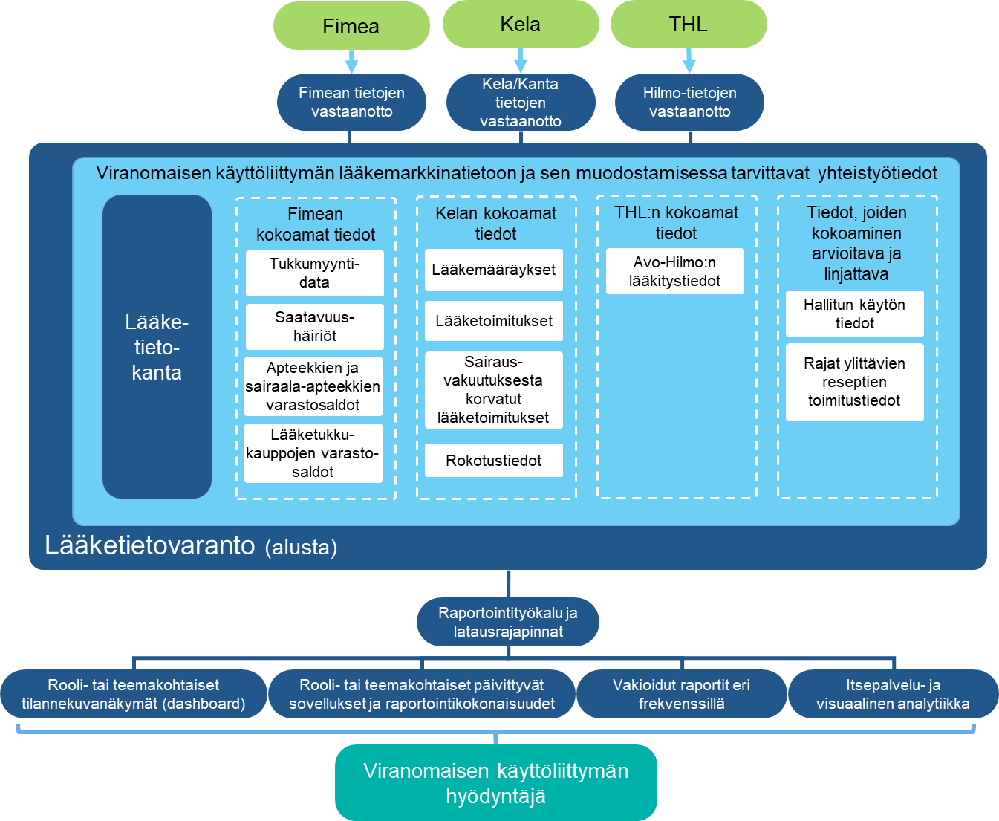 Fimea
Kela
THL
Fimean tietojen
vastaanotto
Kela/Kanta
tietojen
vastaanotto
Hilmo-tietojen
vastaanotto
Viranomaisen käyttöliittymän lääkemarkkinatietoon ja sen muodostamisessa tarvittavat yhteistyötiedot
Lääke-
tieto-
kanta
Fimean
kokoamat tiedot
Tukkumyynti-
data
Saatavuus-
häiriöt
Apteekkien ja
sairaala-apteekkien
varastosaldot
Lääketukku-
kauppojen varasto-
saldot
Kelan kokoamat
tiedot
Lääkemääräykset
Lääketoimitukset
Sairaus-
vakuutuksesta
korvatut
lääketoimitukset
Rokotustiedot
THL:n kokoamat
tiedot
Avo-Hilmo:n
lääkitystiedot
Tiedot, joiden
kokoaminen
arvioitava ja
linjattava
Hallitun käytön
tiedot
Rajat ylittävien
reseptien
toimitustiedot
Lääketietovaranto (alusta)
Raportointityökalu ja
latausrajapinnat
Rooli- tai teemakohtaiset
tilannekuvanäkymät (dashboard)
Rooli- tai teemakohtaiset päivittyvät
sovellukset ja raportointikokonaisuudet
Vakioidut raportit eri
frekvenssillä
Itsepalvelu- ja
visuaalinen analytiikka
Viranomaisen käyttöliittymän
hyödyntäjä